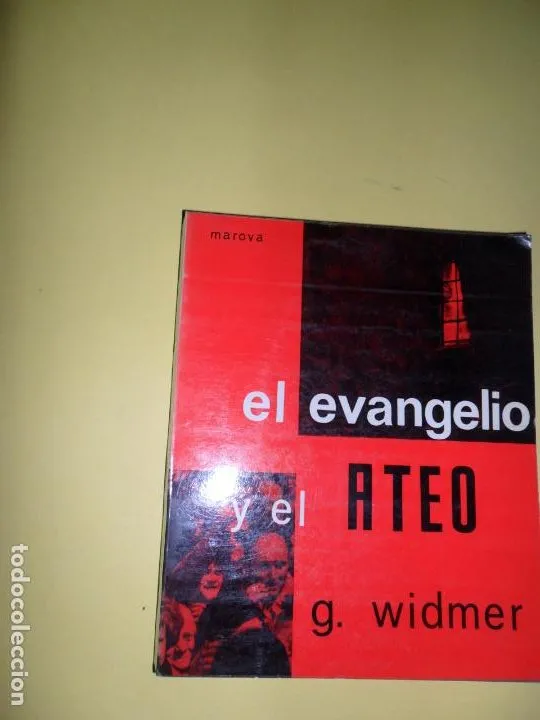 marova
el evangelio
y el ATEO
g. widmer
todocoleccion